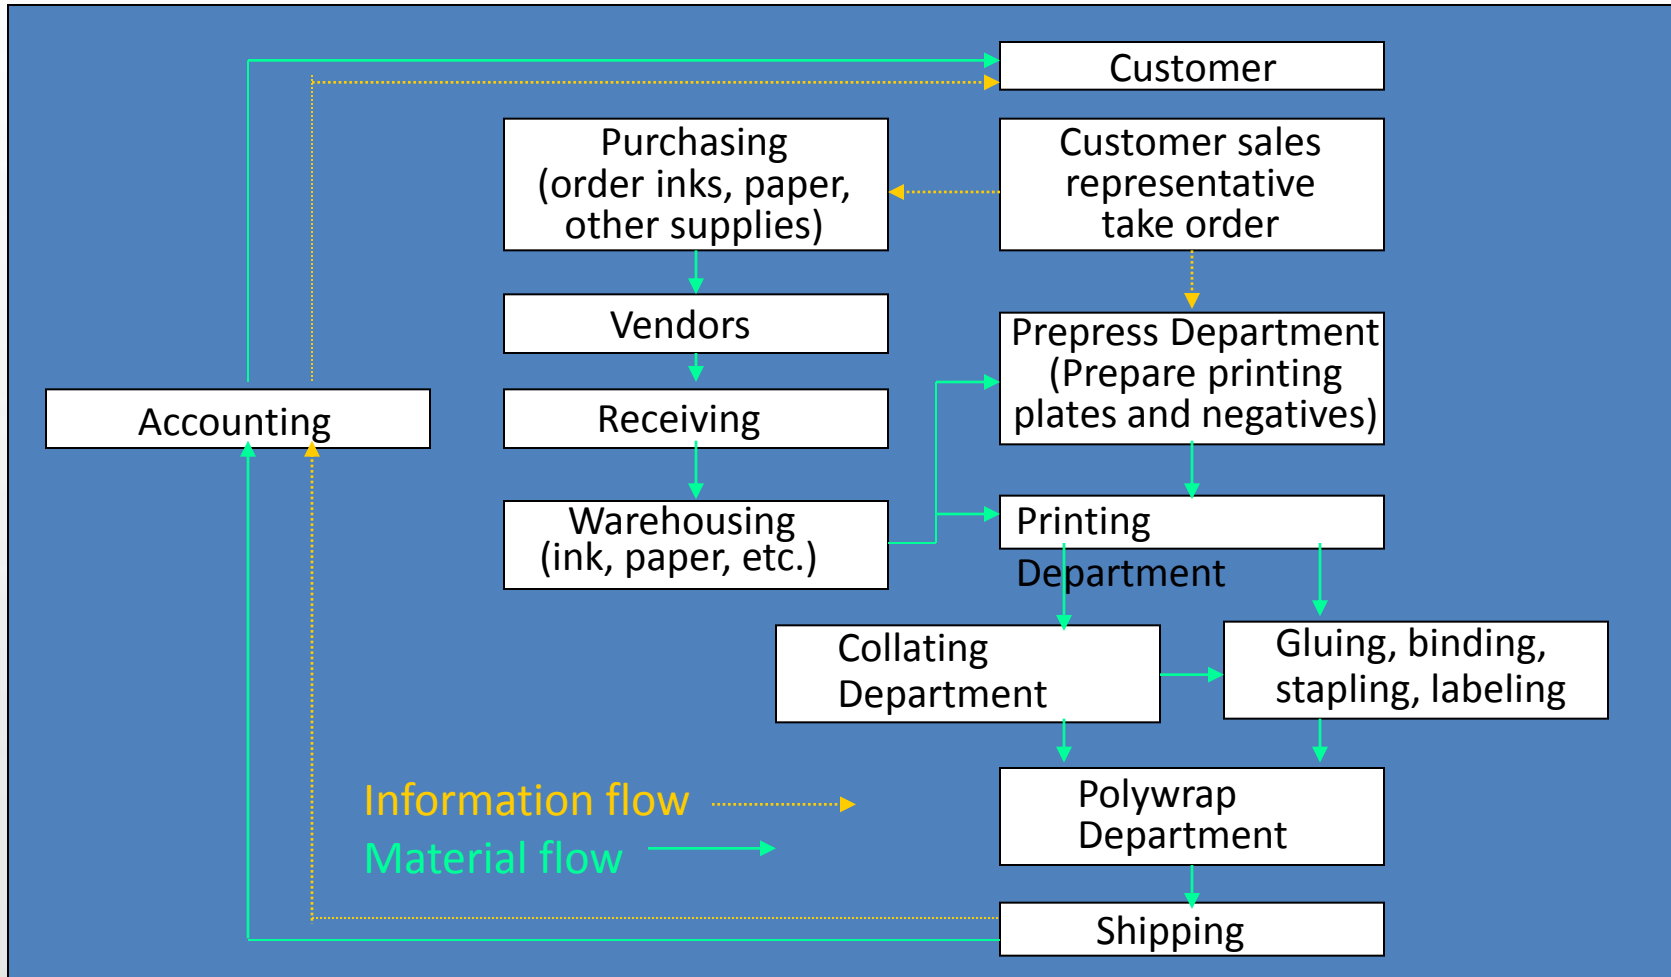 Customer
Purchasing
(order inks, paper,
other supplies)
Customer sales
representative
take order
Vendors
Prepress Department
(Prepare printing
plates and negatives)
Accounting
Receiving
Warehousing
(ink, paper, etc.)
Printing
Department
Collating
Department
Gluing, binding,
stapling, labeling
Information flow
Material flow
Polywrap
Department
Shipping